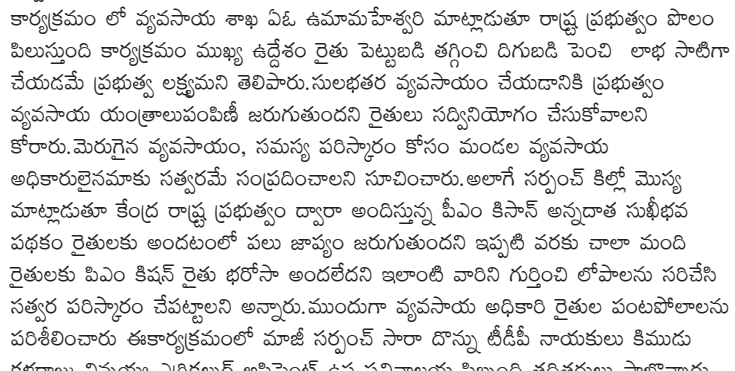 కార్యక్రమం లో వ్యవసాయ శాఖ ఏఓ ఉమామహేశ్వరి మాట్లాడుతూ రాష్ట్ర ప్రభుత్వం పొలం
పిలుస్తుంది కార్యక్రమం ముఖ్య ఉద్దేశం రైతు పెట్టుబడి తగ్గించి దిగుబడి పెంచి లాభ సాటిగా
చేయడమే ప్రభుత్వ లక్ష్యమని తెలిపారు.సులభతర వ్యవసాయం చేయడానికి ప్రభుత్వం
వ్యవసాయ యంత్రాలుపంపిణీ జరుగుతుందని రైతులు సద్వినియోగం చేసుకోవాలని
కోరారు.మెరుగైన వ్యవసాయం, సమస్య పరిస్కారం కోసం మండల వ్యవసాయ
అధికారులైనమాకు సత్వరమే సంప్రదించాలని సూచించారు.అలాగే సర్పంచ్ కిల్లో మొస్య
మాట్లాడుతూ కేంద్ర రాష్ట్ర ప్రభుత్వం ద్వారా అందిస్తున్న పీఎం కిసాన్ అన్నదాత సుఖీభవ
పథకం రైతులకు అందటంలో పలు జాప్యం జరుగుతుందని ఇప్పటి వరకు చాలా మంది
రైతులకు పిఎం కిషన్ రైతు భరోసా అందలేదని ఇలాంటి వారిని గుర్తించి లోపాలను సరిచేసి
సత్వర పరిస్కారం చేపట్టాలని అన్నారు.ముందుగా వ్యవసాయ అధికారి రైతుల పంటపోలాలను
పరిశీలించారు ఈకార్యక్రమంలో మాజీ సర్పంచ్ సారా దొన్ను టీడీపీ నాయకులు కిముడు